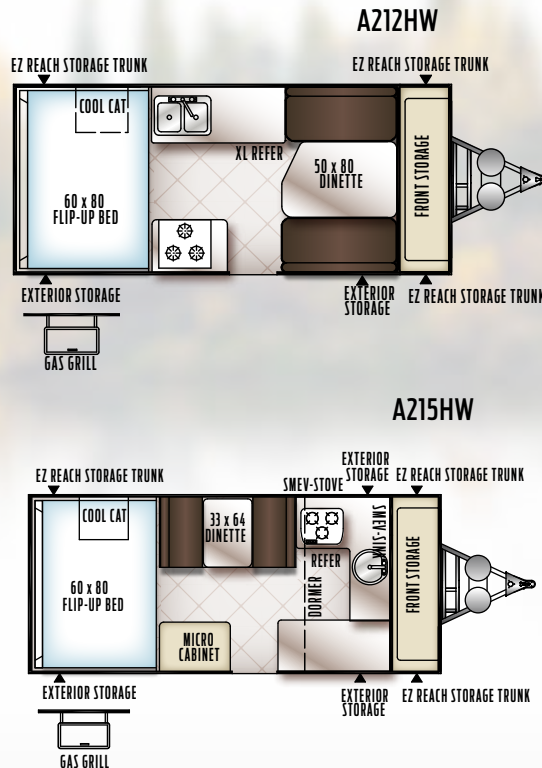 A212HW
EZ REACH STORAGE TRUNK
EZ REACH STORAGE TRUNK
COOL CAT
XL REFER
50 x 80
DINETTE
FRONT STORAGE
60 x 80
FLIP-UP BED
EXTERIOR STORAGE
EXTERIOR
STORAGE
EZ REACH STORAGE TRUNK
GAS GRILL
A215HW
EZ REACH STORAGE TRUNK
SMEV-STOVE
EXTERIOR
STORAGE
EZ REACH STORAGE TRUNK
COOL CAT
33 x 64
DINETTE
SMEV-SINK
REFER
DORMER
FRONT STORAGE
60 x 80
FLIP-UP BED
MICRO
CABINET
EXTERIOR STORAGE
EXTERIOR
STORAGE
EZ REACH STORAGE TRUNK
GAS GRILL